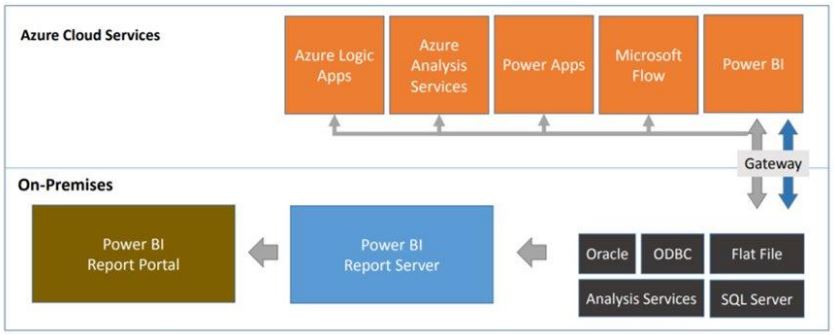 Azure Cloud Services
Azure Logic
Apps
Azure
Analysis
Services
Power Apps
Microsoft
Flow
Power BI
Gateway
On-Premises
Power BI
Report Portal
Power BI
Report Server
Oracle
ODBC
Flat File
Analysis Services
SQL Server